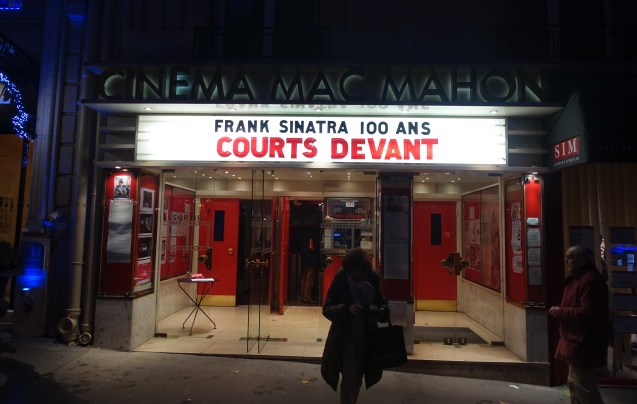 CINEMA MAC MAHON
FRANK SINATRA 100 ANS
COURTS DEVANT
SIM